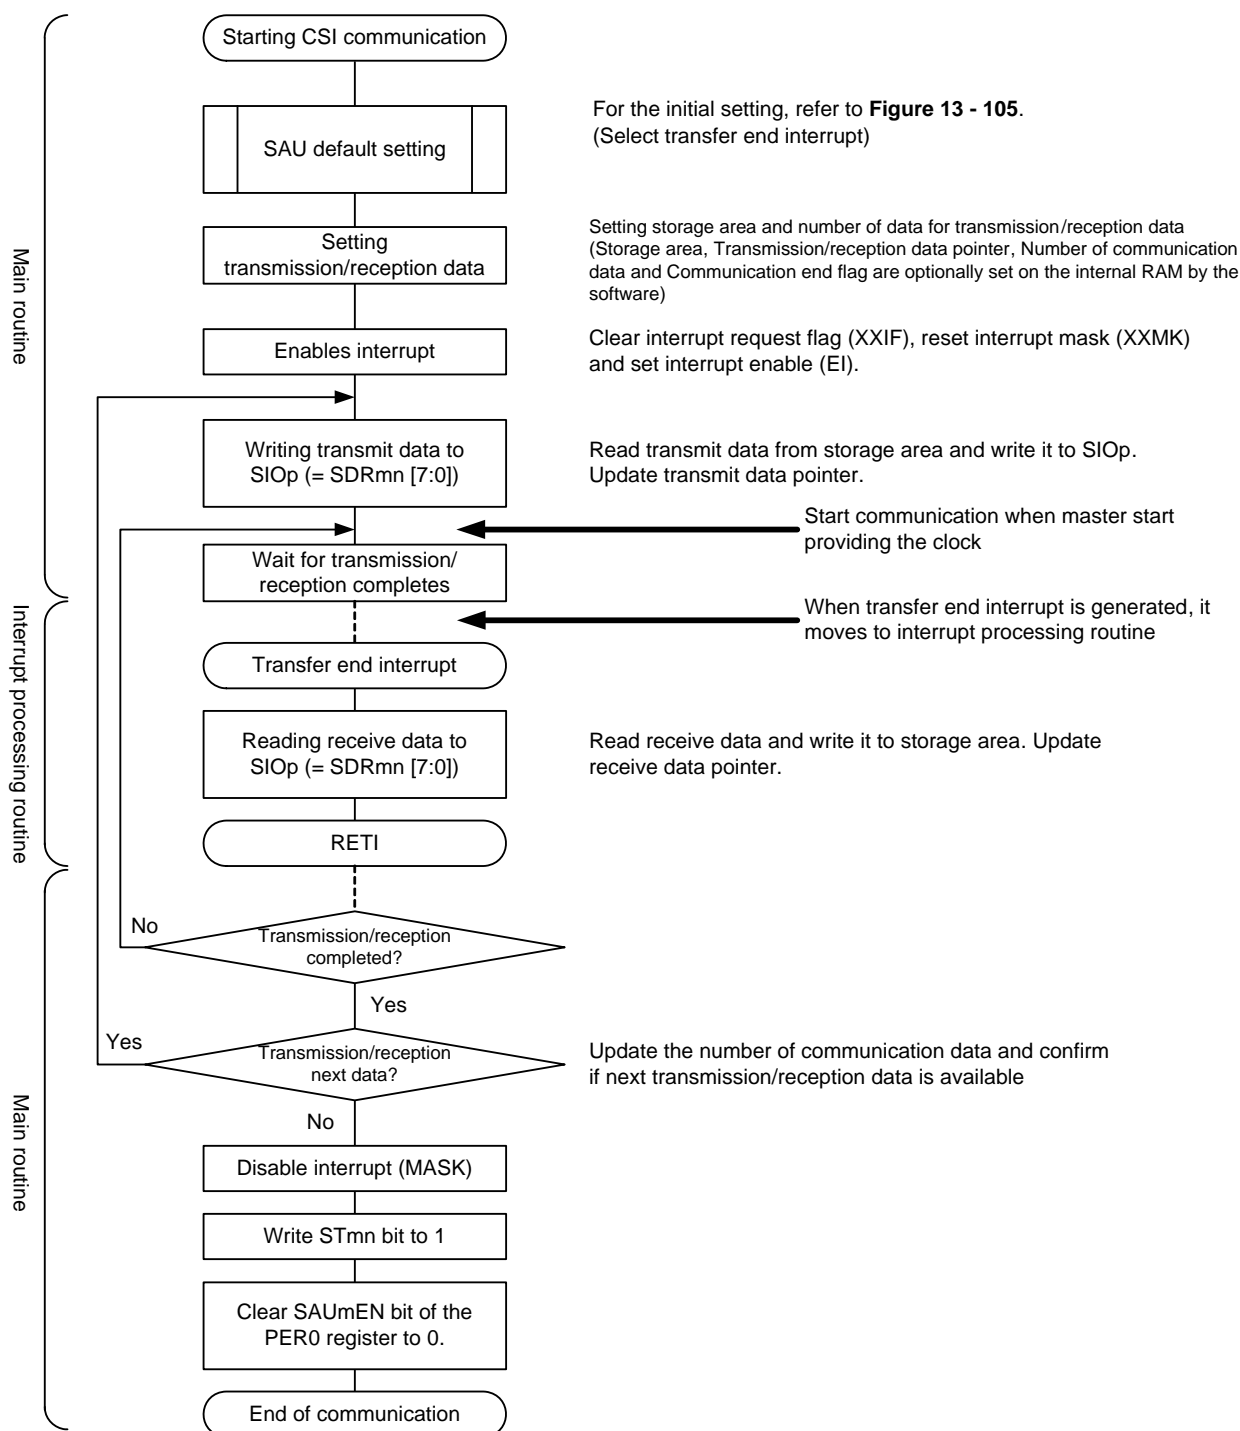 Starting CSI communication
For the initial setting, refer to Figure 13 - 105.
(Select transfer end interrupt)
SAU default setting
Setting storage area and number of data for transmission/reception data
(Storage area, Transmission/reception data pointer, Number of communication
data and Communication end flag are optionally set on the internal RAM by the
software)
Setting
transmission/reception data
Main routine
Enables interrupt
Clear interrupt request flag (XXIF), reset interrupt mask (XXMK)
and set interrupt enable (EI).
Writing transmit data to
SIOp (= SDRmn [7:0])
Read transmit data from storage area and write it to SIOp.
Update transmit data pointer.
Start communication when master start
providing the clock
Wait for transmission/
reception completes
When transfer end interrupt is generated, it
moves to interrupt processing routine
Interrupt processing routine
Transfer end interrupt
Reading receive data to
SIOp (= SDRmn [7:0])
Read receive data and write it to storage area. Update
receive data pointer.
RETI
No
Transmission/reception
completed?
Yes
Yes
Transmission/reception
next data?
Update the number of communication data and confirm
if next transmission/reception data is available
No
Main routine
Disable interrupt (MASK)
Write STmn bit to 1
Clear SAUmEN bit of the
PER0 register to 0.
End of communication